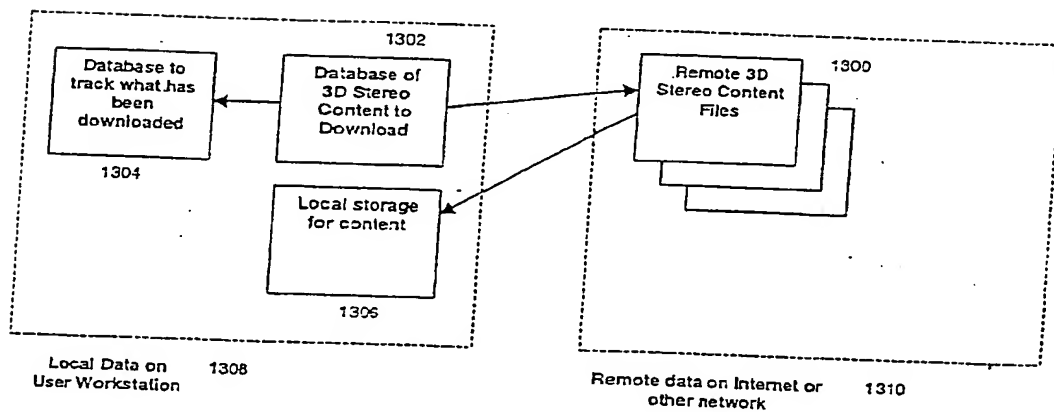 1302
Database to
track what has
been
downloaded
1304
Database of
3D Stereo
Content to
Download
Local storage
for content
1306
Local Data on
User Workstation
1308
1300
Remote 3D
Stereo Content
Files
Remote data on Internet or
other network
1310